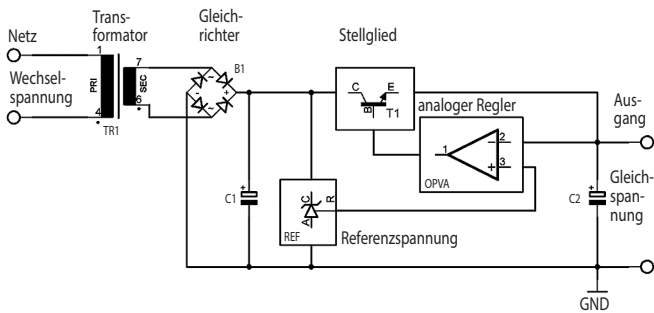 Netz
Trans-
formator
Gleich-
richter
Stellglied
Wechsel-
spannung
1
4
PRI
SEC
7
6
TR1
B1
~
~
-
+
C
E
B
T1
analoger Regler
1
2
3
-
+
OPVA
Aus-
gang
Gleich-
span-
nung
+
C1
+
C2
C
A
R
REF
Referenzspannung
GND